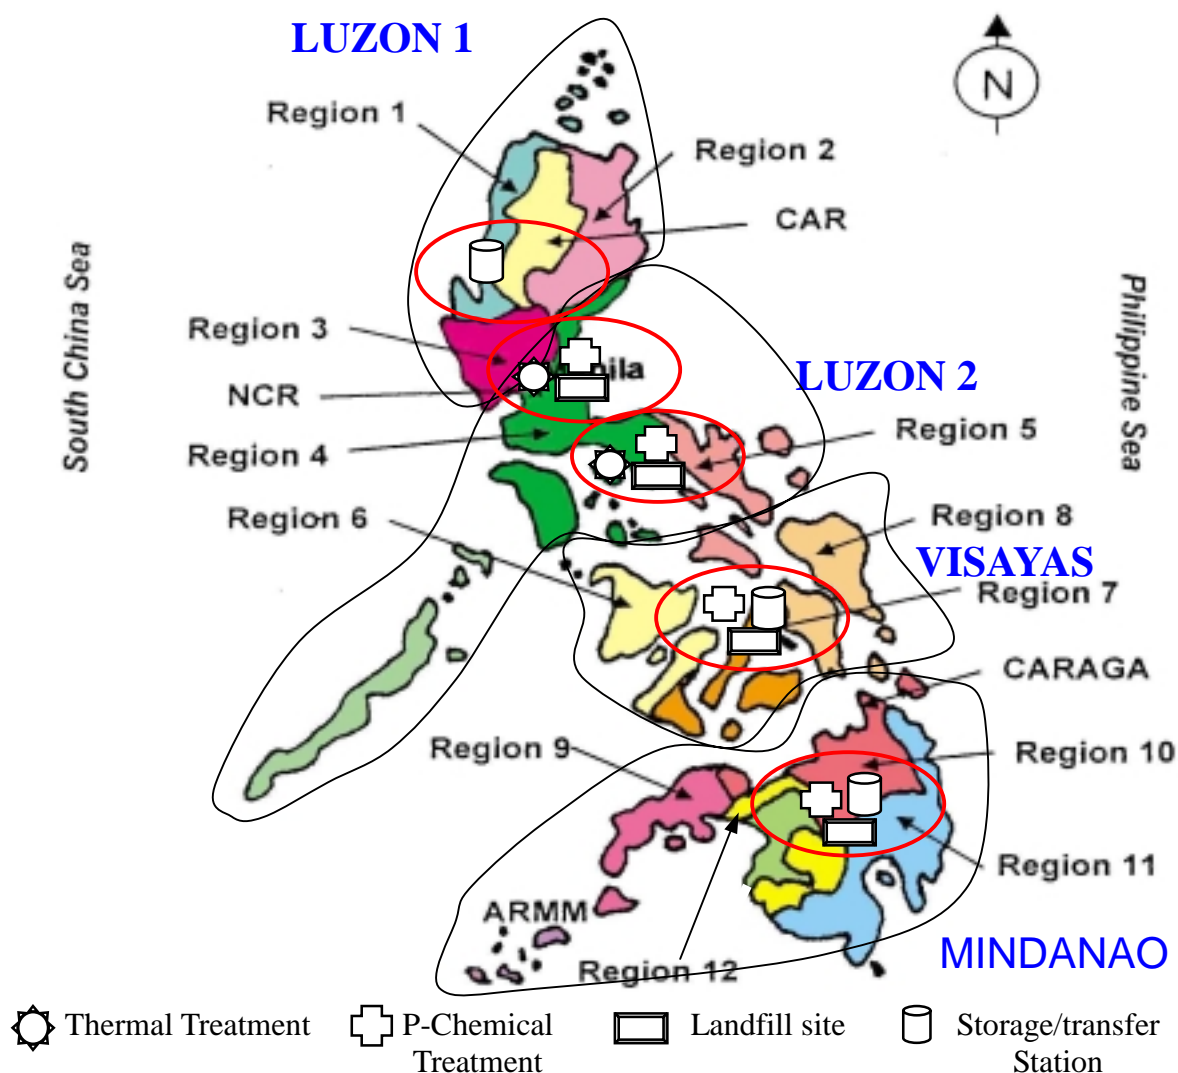 LUZON 1
N
Region 1
Region 2
CAR
South China Sea
Philippine Sea
Region 3
NCR
LUZON 2
Region 4
Region 5
Region 6
Region 8
VISAYAS
Region 7
CARAGA
Region 9
Region 10
Region 11
ARMM
Region 12
MINDANAO
Thermal Treatment
P-Chemical
Treatment
Landfill site
Storage/transfer
Station